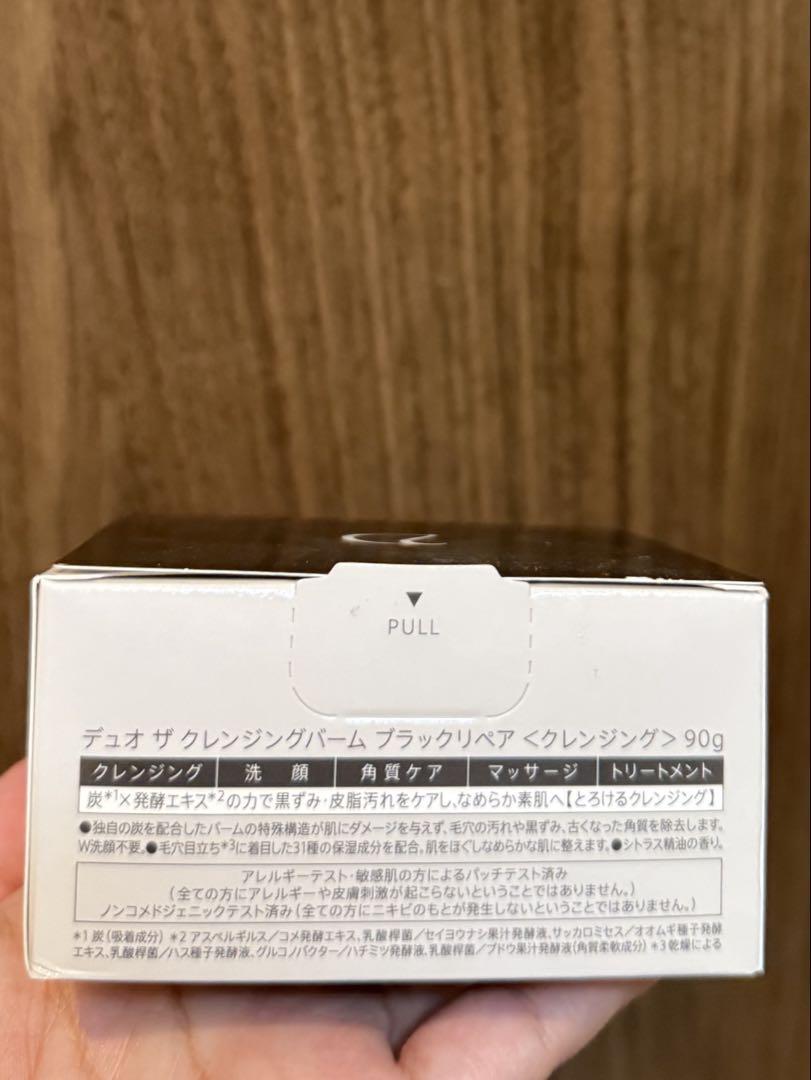 ▼
PULL
デュオ ザ クレンジングバーム ブラックリペア <クレンジング> 90g
クレンジング 洗顔 角質ケア マッサージ トリートメント
炭*1×発酵エキス*2の力で黒ずみ・皮脂汚れをケアし、なめらか素肌へ【とろけるクレンジング】
●独自の炭を配合したバームの特殊構造が肌にダメージを与えず、毛穴の汚れや黒ずみ、古くなった角質を除去します。
W洗顔不要。●毛穴目立ち*3に着目した31種の保湿成分を配合。肌をほぐしなめらかな肌に整えます。●シトラス精油の香り。
アレルギーテスト・敏感肌の方によるパッチテスト済み
(全ての方にアレルギーや皮膚刺激が起こらないということではありません。)
ノンコメドジェニックテスト済み(全ての方にニキビのもとが発生しないということではありません。)
*1 炭(吸着成分) *2 アスペルギルス/コメ発酵エキス、乳酸桿菌/セイヨウナシ果汁発酵液、サッカロミセス/オオムギ種子発酵
エキス、乳酸桿菌/ハス種子発酵液、グルコノバクター/ハチミツ発酵液、乳酸桿菌/ブドウ果汁発酵液(角質柔軟成分) *3 乾燥による